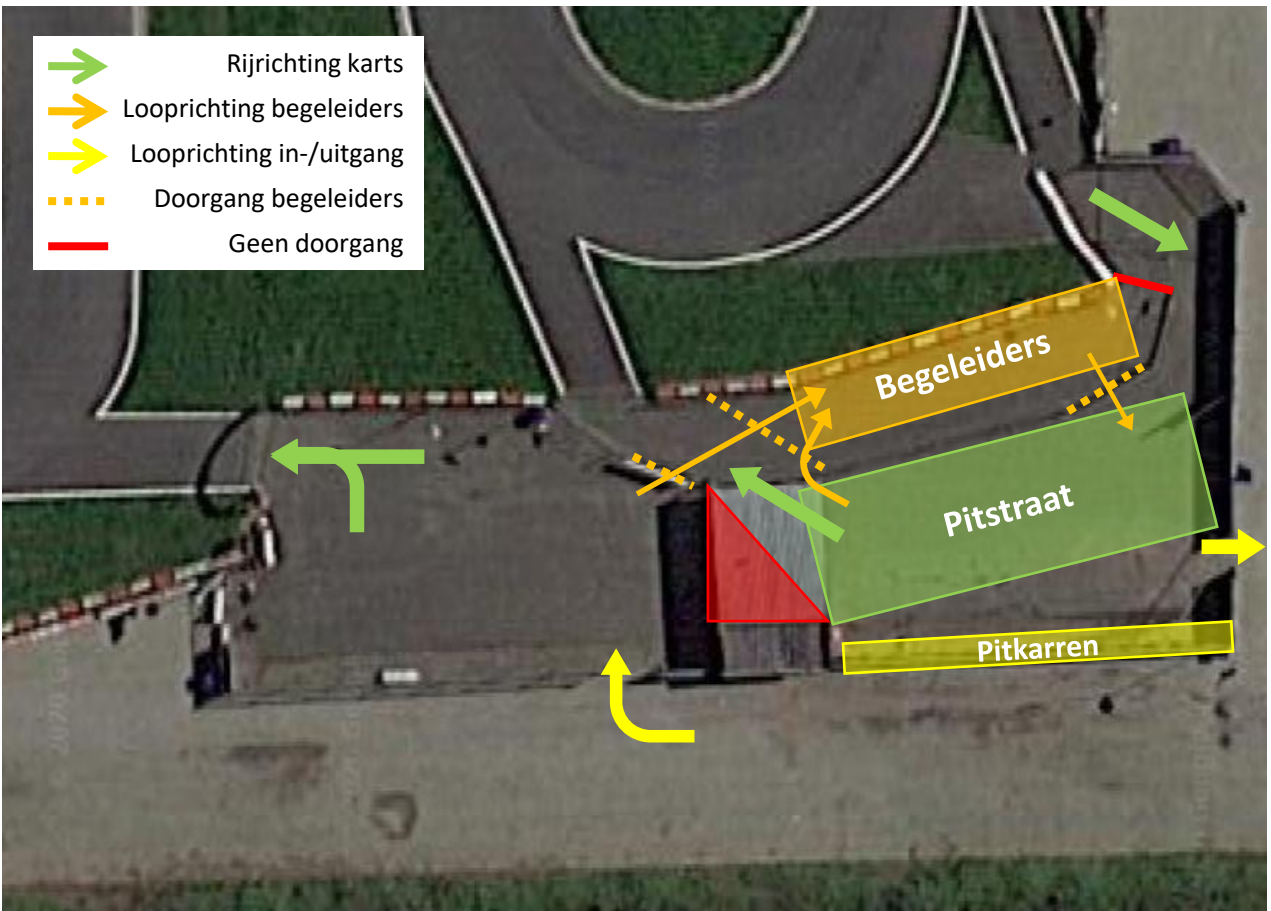 Rijrichting karts
Looprichting begeleiders
Looprichting in-/uitgang
Doorgang begeleiders
Geen doorgang
Begeleiders
Pitstraat
Pitkarren